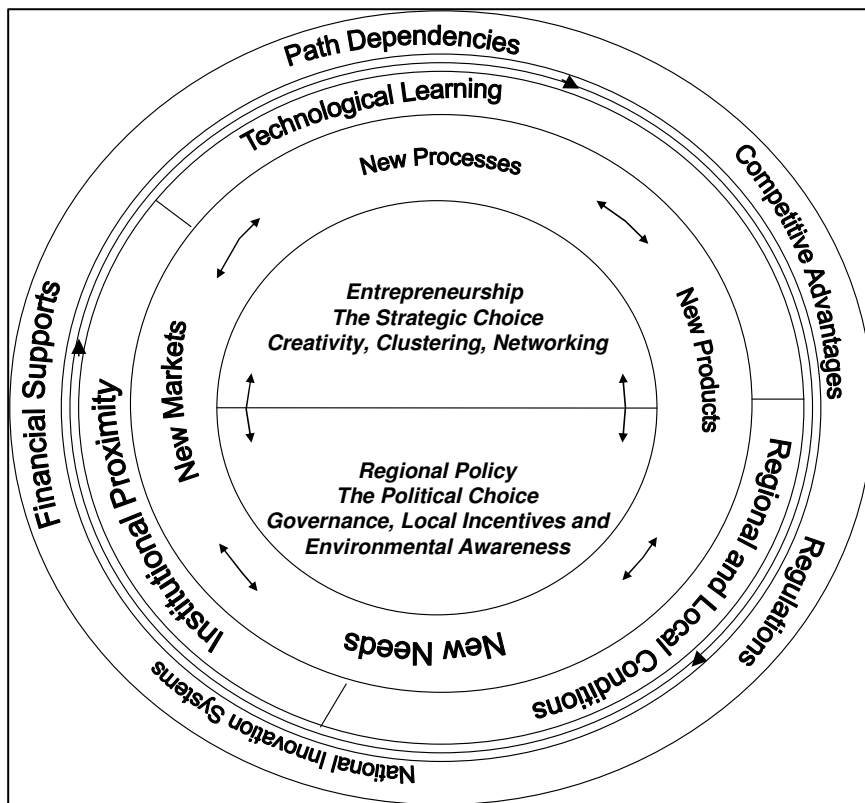 Path Dependencies
Competitive Advantages
Regulations
National Innovation Systems
Financial Supports
Technological Learning
Regional and Local Conditions
Institutional Proximity
New Processes
New Products
New Needs
New Markets
Entrepreneurship
The Strategic Choice
Creativity, Clustering, Networking
Regional Policy
The Political Choice
Governance, Local Incentives and
Environmental Awareness